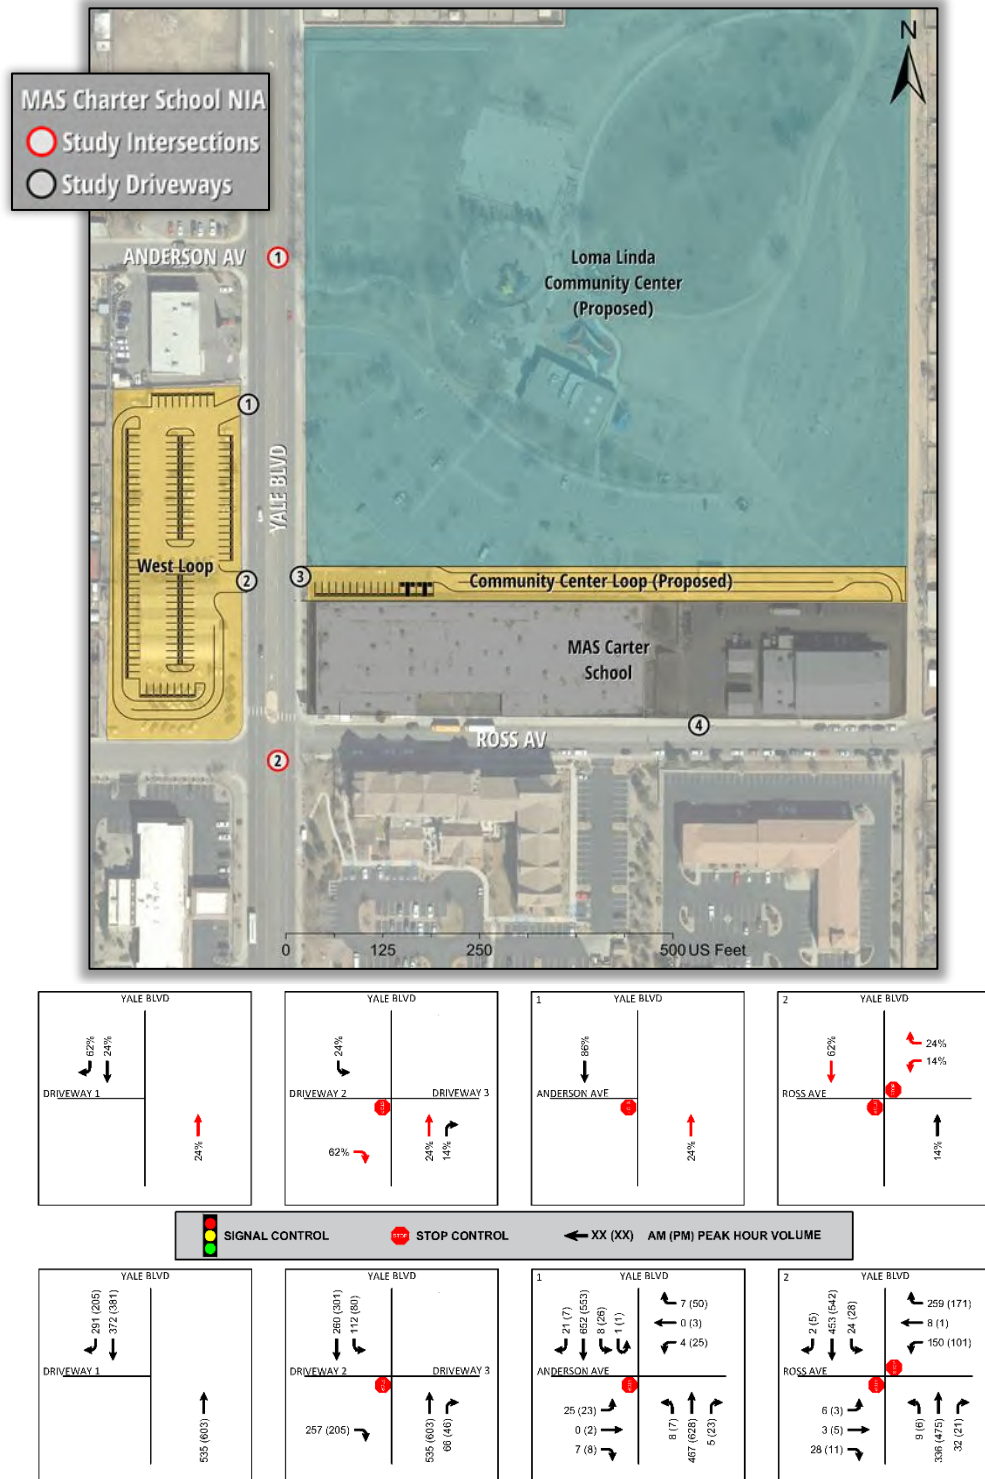 N
MAS Charter School NIA
Study Intersections
Study Driveways
ANDERSON AV
1
Loma Linda
Community Center
(Proposed)
1
YALE BLVD
West Loop
2
3
Community Center Loop (Proposed)
MAS Carter
School
4
ROSS AV
2
0 125 250 500 US Feet
YALE BLVD
62%
24%
DRIVEWAY 1
24%
YALE BLVD
24%
DRIVEWAY 2
DRIVEWAY 3
62%
24%
14%
1
YALE BLVD
86%
ANDERSON AVE
24%
2
YALE BLVD
62%
24%
14%
ROSS AVE
14%
SIGNAL CONTROL
STOP
STOP CONTROL
XX (XX) AM (PM) PEAK HOUR VOLUME
YALE BLVD
291 (205)
372 (381)
DRIVEWAY 1
535 (603)
YALE BLVD
260 (301)
112 (80)
DRIVEWAY 2
DRIVEWAY 3
257 (205)
535 (603)
66 (46)
1
YALE BLVD
21 (7)
652 (553)
8 (26)
1 (1)
7 (50)
0 (3)
4 (25)
ANDERSON AVE
25 (23)
0 (2)
7 (8)
8 (7)
467 (628)
5 (23)
2
YALE BLVD
2 (5)
453 (542)
24 (28)
259 (171)
8 (1)
150 (101)
ROSS AVE
6 (3)
3 (5)
28 (11)
9 (6)
336 (475)
32 (21)